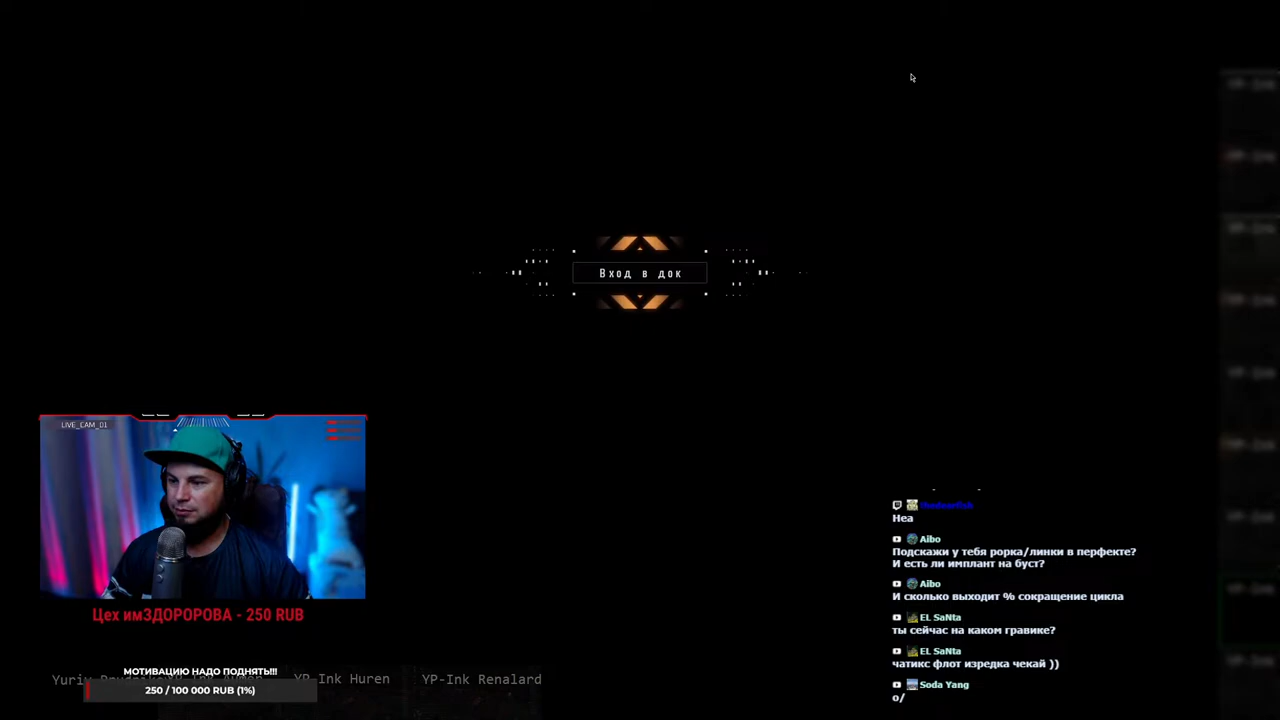 Вход в док
LIVE_CAM_01
Неа
Aibo
Подскажи у тебя рорка/линки в перфекте?
И есть ли имплант на буст?
Aibo
И сколько выходит % сокращение цикла
EL SaNta
ты сейчас на каком гравике?
EL SaNta
чатикс флот изредка чекай ))
Soda Yang
o/
Цех имЗДОРОРОВА - 250 RUB
МОТИВАЦИЮ НАДО ПОДНЯТЬ!!!
YP-Ink Huren
YP-Ink Renalard
250 / 100 000 RUB (1%)